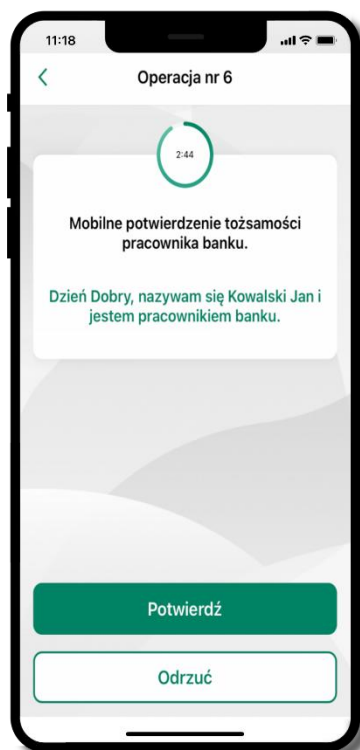 11:18
Operacja nr 6
2:44
Mobilne potwierdzenie tożsamości
pracownika banku.
Dzień Dobry, nazywam się Kowalski Jan i
jestem pracownikiem banku.
Potwierdź
Odrzuć